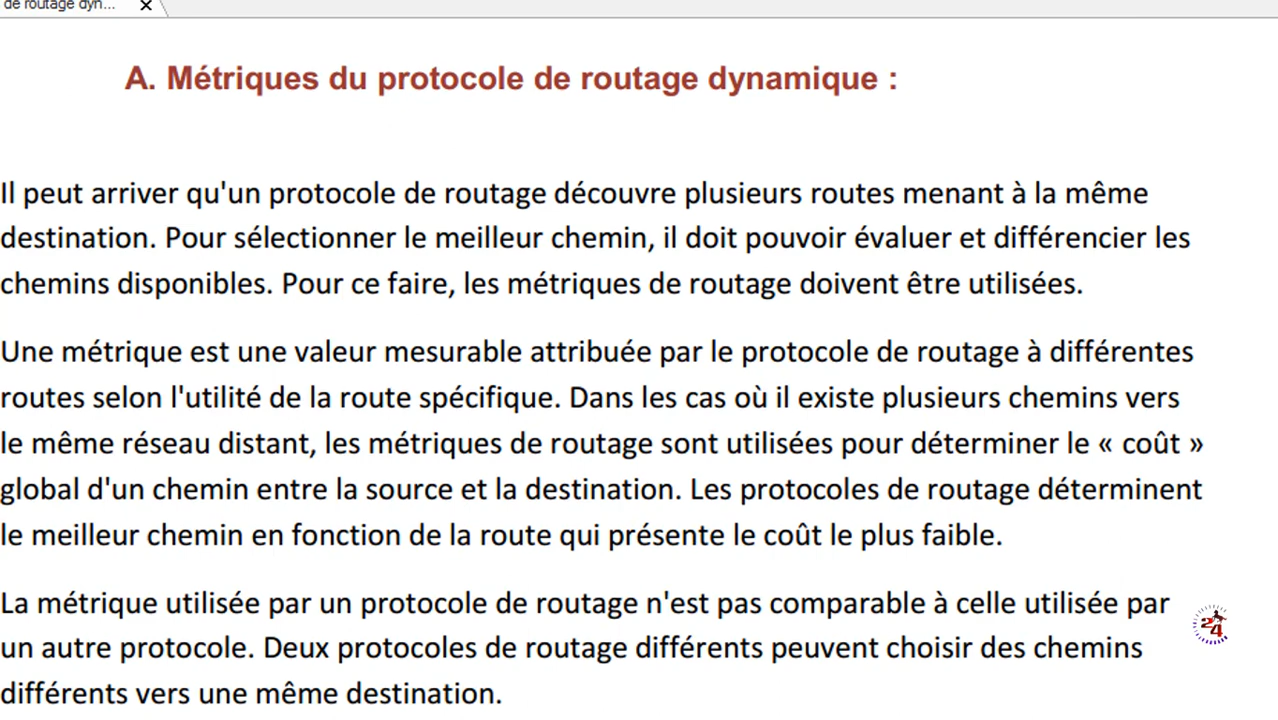 de routage dyn...
A. Métriques du protocole de routage dynamique :
Il peut arriver qu'un protocole de routage découvre plusieurs routes menant à la même
destination. Pour sélectionner le meilleur chemin, il doit pouvoir évaluer et différencier les
chemins disponibles. Pour ce faire, les métriques de routage doivent être utilisées.
Une métrique est une valeur mesurable attribuée par le protocole de routage à différentes
routes selon l'utilité de la route spécifique. Dans les cas où il existe plusieurs chemins vers
le même réseau distant, les métriques de routage sont utilisées pour déterminer le « coût »
global d'un chemin entre la source et la destination. Les protocoles de routage déterminent
le meilleur chemin en fonction de la route qui présente le coût le plus faible.
La métrique utilisée par un protocole de routage n'est pas comparable à celle utilisée par
un autre protocole. Deux protocoles de routage différents peuvent choisir des chemins
différents vers une même destination.
24